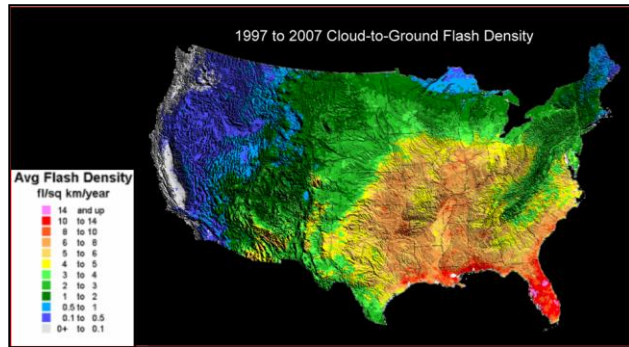 1997 to 2007 Cloud-to-Ground Flash Density
Avg Flash Density
fl/sq km/year
14 and up
10 to 14
8 to 10
6 to 8
5 to 6
4 to 5
3 to 4
2 to 3
1 to 2
0.5 to 1
0.1 to 0.5
0+ to 0.1